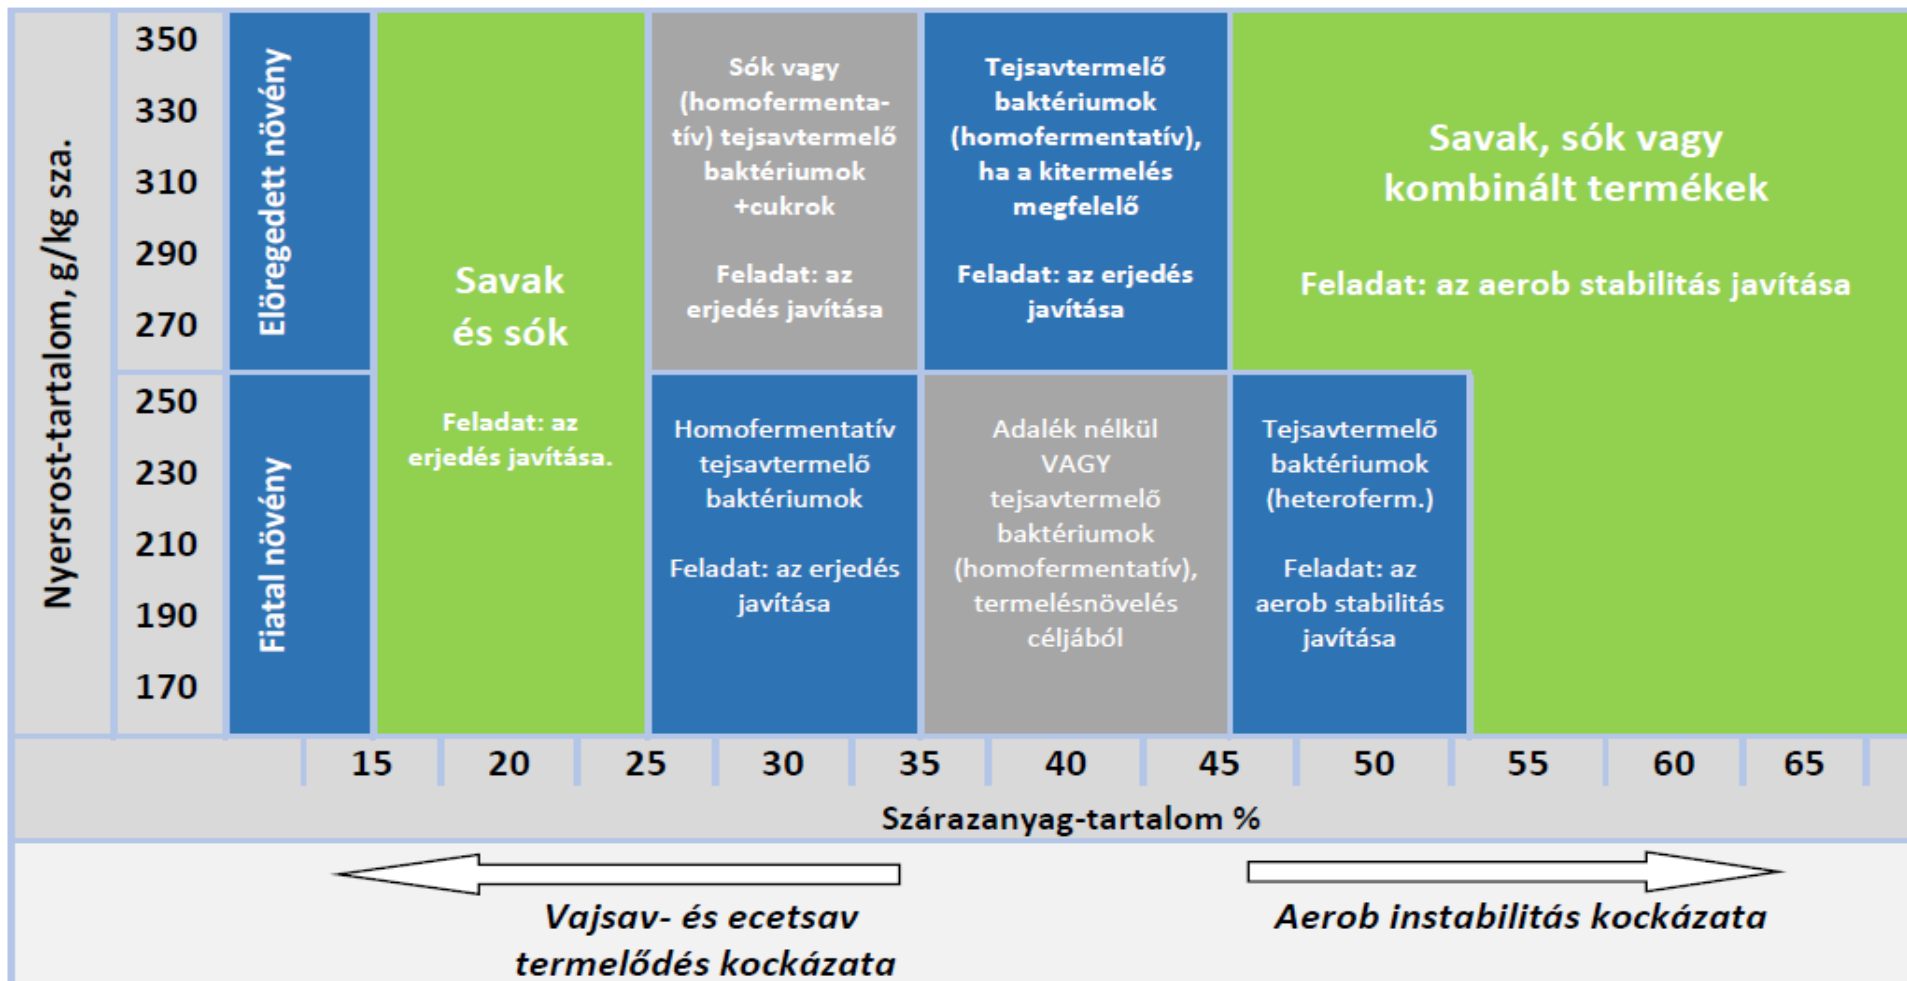 Nyersrost-tartalom, g/kg sza.
350
330
310
290
270
250
230
210
190
170
Elöregedett növény
Fiatal növény
Savak
és sók
Feladat: az
erjedés javítása.
Sók vagy
(homofermenta-
tív) tejsavtermelő
baktériumok
+cukrok
Feladat: az
erjedés javítása
Tejsavtermelő
baktériumok
(homofermentatív),
ha a kitermelés
megfelelő
Feladat: az erjedés
javítása
Savak, sók vagy
kombinált termékek
Feladat: az aerob stabilitás javítása
Homofermentatív
tejsavtermelő
baktériumok
Feladat: az erjedés
javítása
Adalék nélkül
VAGY
tejsavtermelő
baktériumok
(homofermentatív),
termelésnövelés
céljából
Tejsavtermelő
baktériumok
(heteroferm.)
Feladat: az
aerob stabilitás
javítása
15 20 25 30 35 40 45 50 55 60 65
Szárazanyag-tartalom %
Vajsav- és ecetsav
termelődés kockázata
Aerob instabilitás kockázata